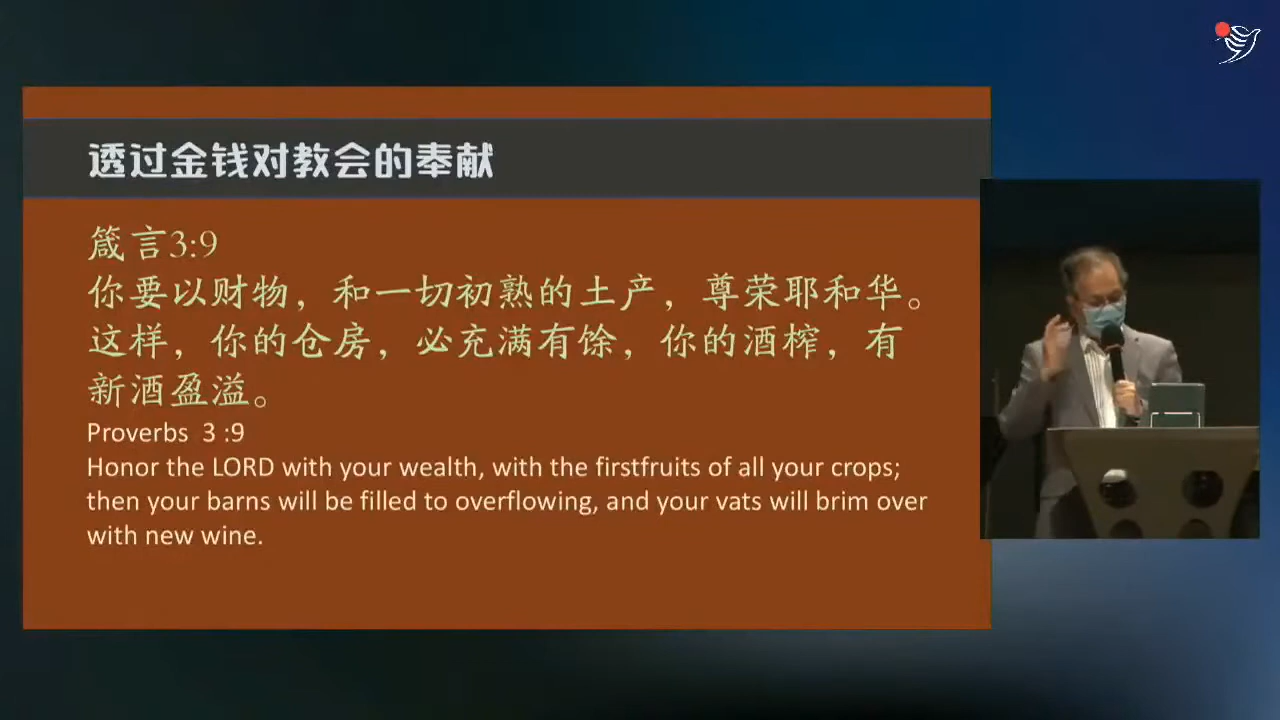 透过金钱对教会的奉献
箴言3:9
你要以财物，和一切初熟的土产，尊荣耶和华。
这样，你的仓房，必充满有馀，你的酒榨，有
新酒盈溢。
Proverbs  3 :9
Honor the LORD with your wealth, with the firstfruits of all your crops;
then your barns will be filled to overflowing, and your vats will brim over
with new wine.